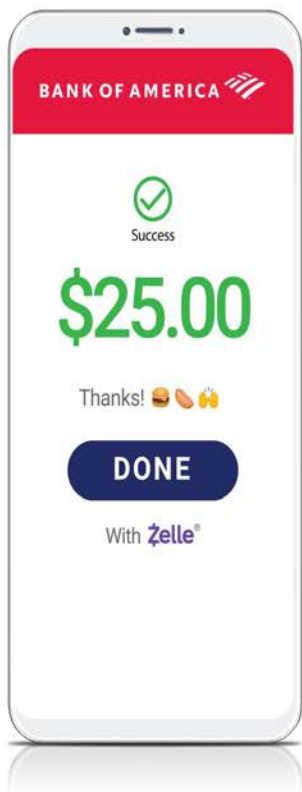 BANK OF AMERICA
Success
$25.00
Thanks! 🍔🌭🙌
DONE
With Zelle®